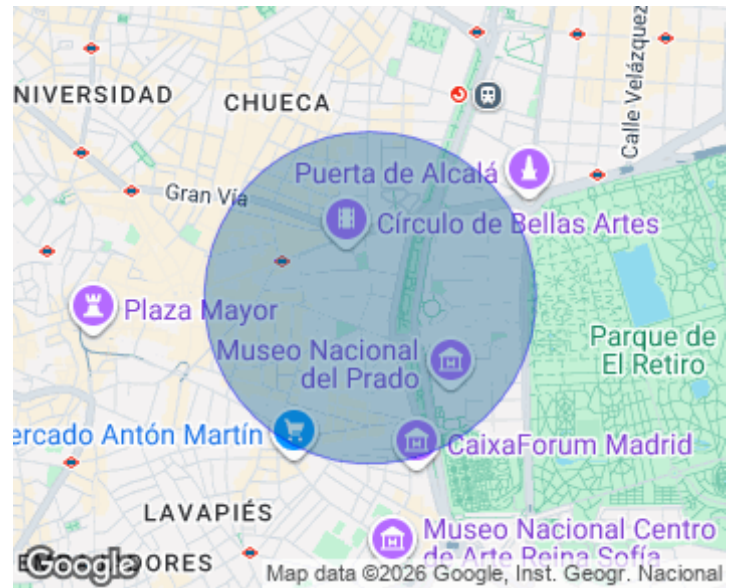 NIVERSIDAD
CHUECA
Calle Velázquez
Puerta de Alcalá
Gran Vía
Círculo de Bellas Artes
Plaza Mayor
Museo Nacional
del Prado
Parque de
El Retiro
ercado Antón Martín
CaixaForum Madrid
LAVAPIÉS
Museo Nacional Centro
de Arte Reina Sofía
Google
Map data ©2026 Google, Inst. Geogr. Nacional